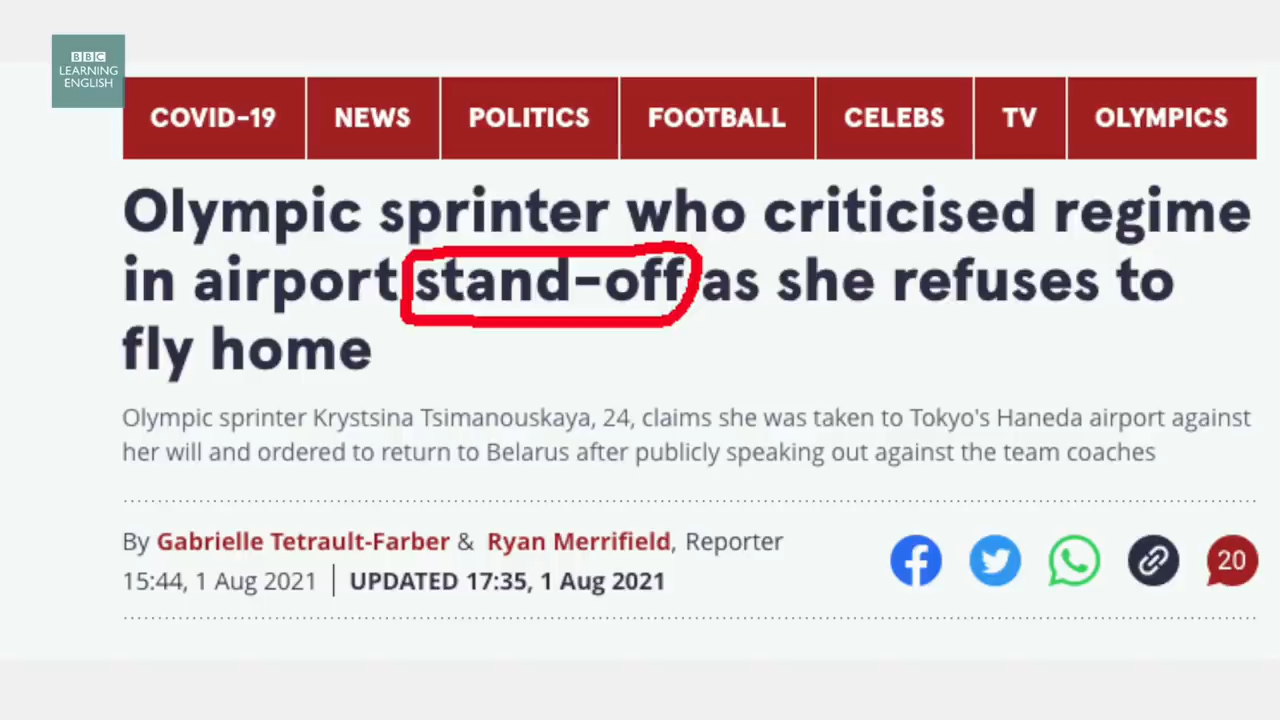 BBC
LEARNING
ENGLISH
COVID-19 NEWS POLITICS FOOTBALL CELEBS TV OLYMPICS
Olympic sprinter who criticised regime
in airport stand-off as she refuses to
fly home
Olympic sprinter Krystsina Tsimanouskaya, 24, claims she was taken to Tokyo's Haneda airport against
her will and ordered to return to Belarus after publicly speaking out against the team coaches
By Gabrielle Tetrault-Farber & Ryan Merrifield, Reporter
15:44, 1 Aug 2021 | UPDATED 17:35, 1 Aug 2021
20